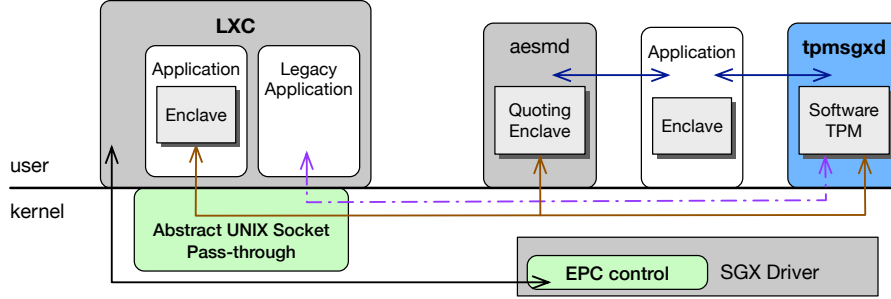 LXC
Application
Enclave
Legacy
Application
aesmd
Quoting
Enclave
Application
Enclave
tpmsgxd
Software
TPM
user
kernel
Abstract UNIX Socket
Pass-through
EPC control
SGX Driver